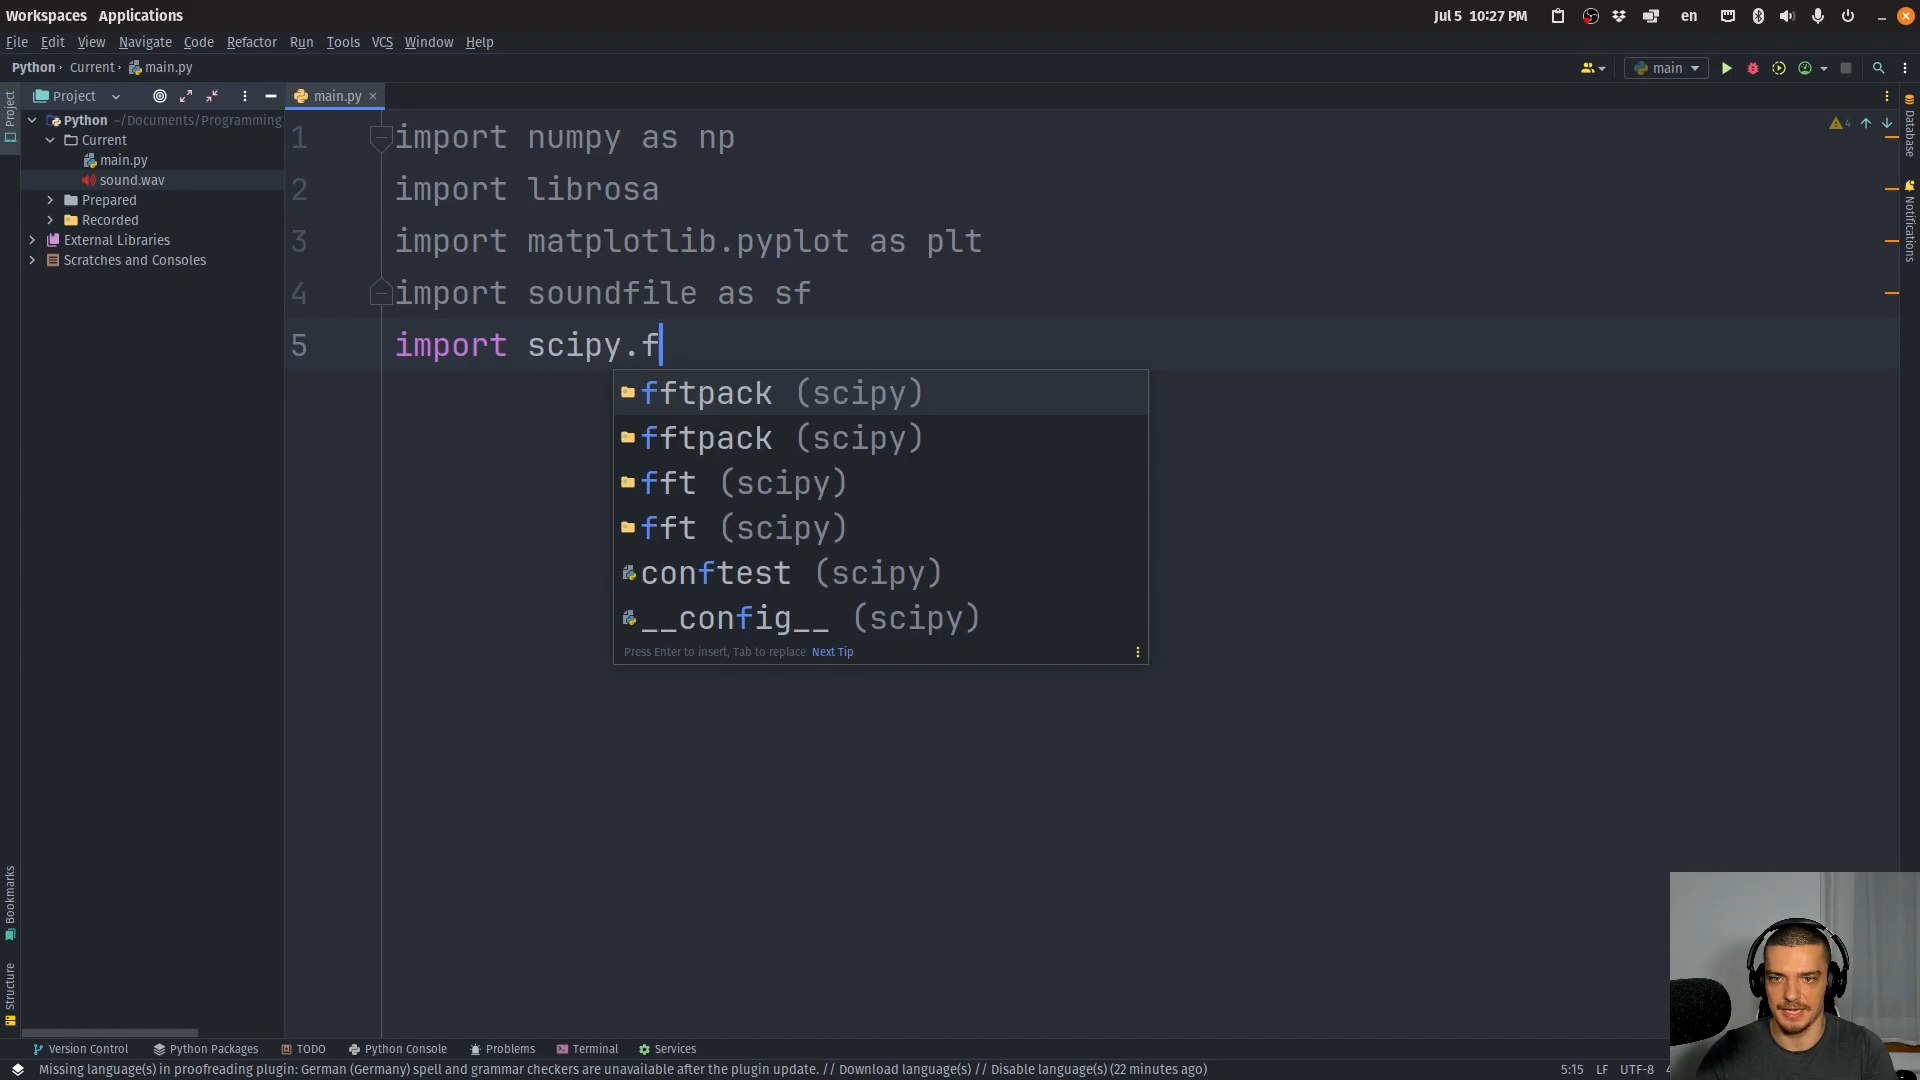 Workspaces Applications
Jul 5 10:27 PM
en
File Edit View Navigate Code Refactor Run Tools VCS Window Help
Python Current main.py
main
Project
main.py
Python ~/Documents/Programming
Current
main.py
sound.wav
Prepared
Recorded
External Libraries
Scratches and Consoles
Project
Bookmarks
Structure
1 import numpy as np
2 import librosa
3 import matplotlib.pyplot as plt
4 import soundfile as sf
5 import scipy.f
fftpack (scipy)
fftpack (scipy)
fft (scipy)
fft (scipy)
conftest (scipy)
__config__ (scipy)
Press Enter to insert, Tab to replace Next Tip
4
Database
Notifications
Version Control Python Packages TODO Python Console Problems Terminal Services
Missing language(s) in proofreading plugin: German (Germany) spell and grammar checkers are unavailable after the plugin update. // Download language(s) // Disable language(s) (22 minutes ago)
5:15 LF UTF-8